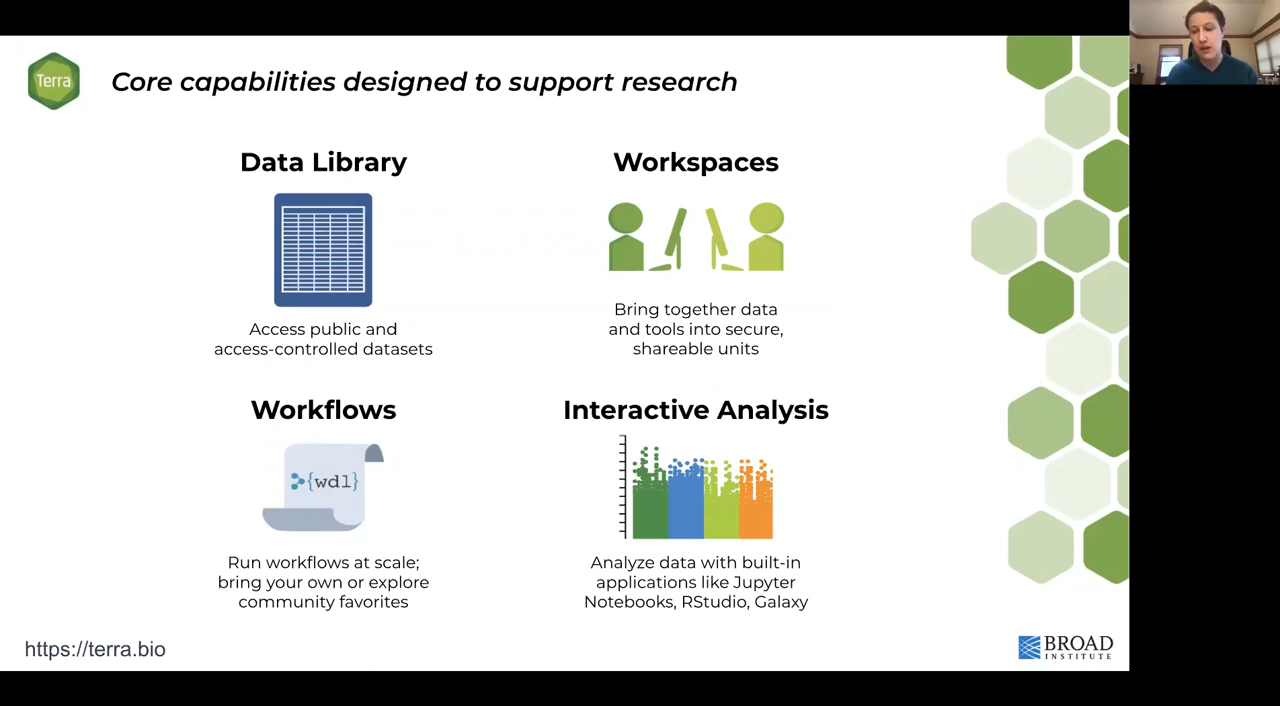 Terra
Core capabilities designed to support research
Data Library
Access public and
access-controlled datasets
Workspaces
Bring together data
and tools into secure,
shareable units
Workflows
{wdl}
Run workflows at scale;
bring your own or explore
community favorites
Interactive Analysis
Analyze data with built-in
applications like Jupyter
Notebooks, RStudio, Galaxy
https://terra.bio
BROAD
INSTITUTE